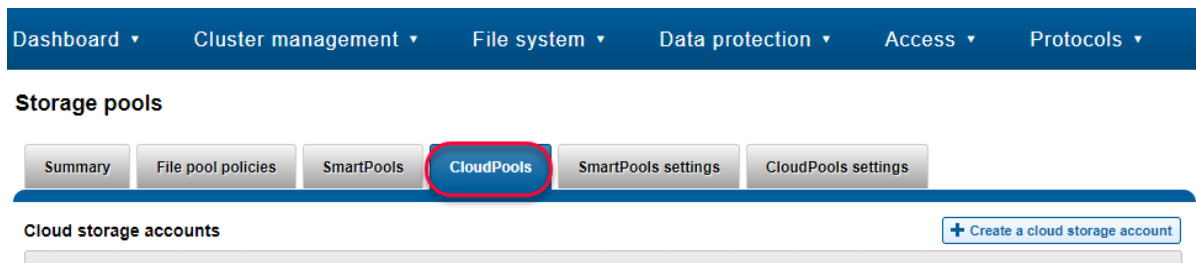 Dashboard ▾ Cluster management ▾ File system ▾ Data protection ▾ Access ▾ Protocols ▾
Storage pools
Summary File pool policies SmartPools CloudPools SmartPools settings CloudPools settings
Cloud storage accounts + Create a cloud storage account